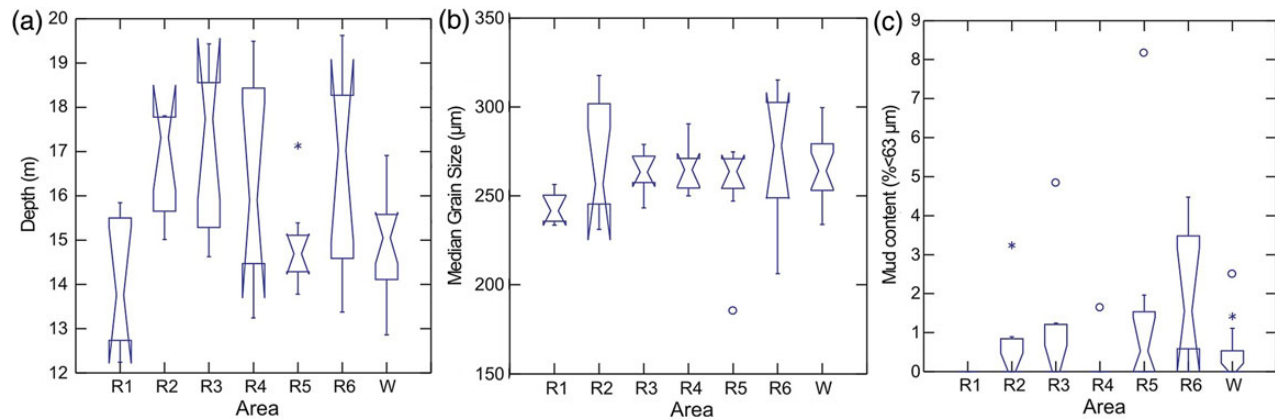 (a)
20
19
18
17
16
15
14
13
12
Depth (m)
R1 R2 R3 R4 R5 R6 W
Area
(b)
350
300
250
200
150
Median Grain Size (µm)
R1 R2 R3 R4 R5 R6 W
Area
(c)
9
8
7
6
5
4
3
2
1
0
Mud content (%<63 µm)
R1 R2 R3 R4 R5 R6 W
Area